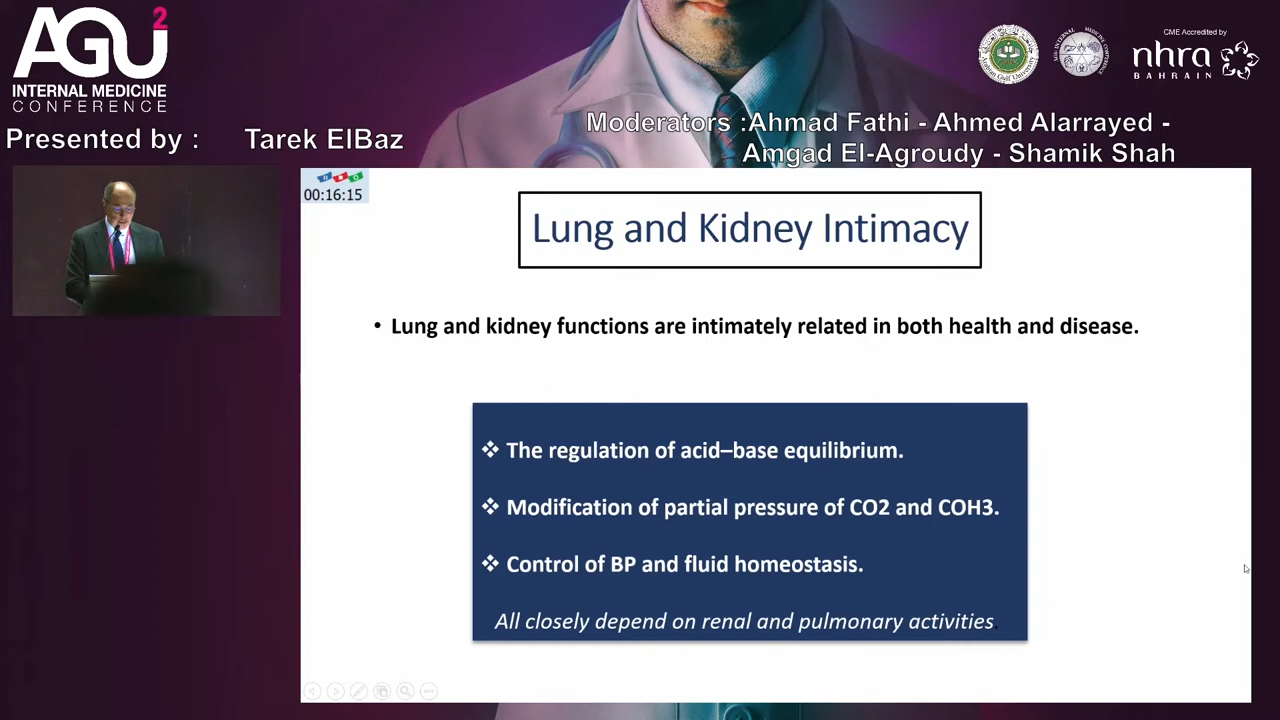 AGU2
INTERNAL MEDICINE
CONFERENCE
CME Accredited by
nhra
BAHRAIN
Presented by : Tarek ElBaz
Moderators :Ahmad Fathi - Ahmed Alarrayed -
Amgad El-Agroudy - Shamik Shah
00:16:15
Lung and Kidney Intimacy
• Lung and kidney functions are intimately related in both health and disease.
❖ The regulation of acid–base equilibrium.
❖ Modification of partial pressure of CO2 and COH3.
❖ Control of BP and fluid homeostasis.
All closely depend on renal and pulmonary activities.